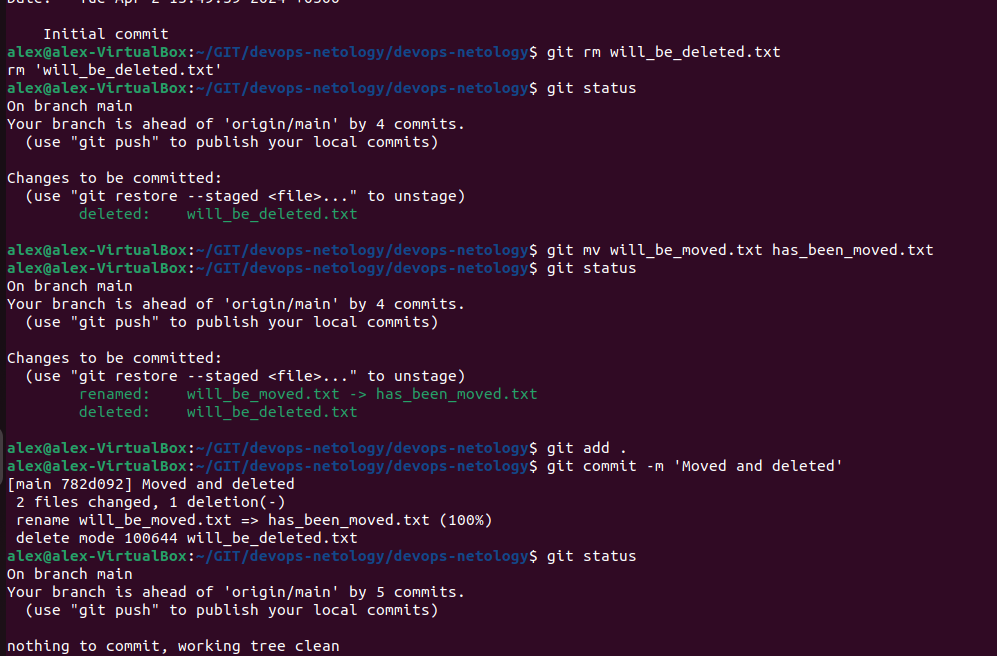 Date: Tue Apr 2 13:49:39 2024 +0300
Initial commit
alex@alex-VirtualBox:~/GIT/devops-netology/devops-netology$ git rm will_be_deleted.txt
rm 'will_be_deleted.txt'
alex@alex-VirtualBox:~/GIT/devops-netology/devops-netology$ git status
On branch main
Your branch is ahead of 'origin/main' by 4 commits.
(use "git push" to publish your local commits)
Changes to be committed:
(use "git restore --staged <file>..." to unstage)
deleted: will_be_deleted.txt
alex@alex-VirtualBox:~/GIT/devops-netology/devops-netology$ git mv will_be_moved.txt has_been_moved.txt
alex@alex-VirtualBox:~/GIT/devops-netology/devops-netology$ git status
On branch main
Your branch is ahead of 'origin/main' by 4 commits.
(use "git push" to publish your local commits)
Changes to be committed:
(use "git restore --staged <file>..." to unstage)
renamed: will_be_moved.txt -> has_been_moved.txt
deleted: will_be_deleted.txt
alex@alex-VirtualBox:~/GIT/devops-netology/devops-netology$ git add .
alex@alex-VirtualBox:~/GIT/devops-netology/devops-netology$ git commit -m 'Moved and deleted'
[main 782d092] Moved and deleted
2 files changed, 1 deletion(-)
rename will_be_moved.txt => has_been_moved.txt (100%)
delete mode 100644 will_be_deleted.txt
alex@alex-VirtualBox:~/GIT/devops-netology/devops-netology$ git status
On branch main
Your branch is ahead of 'origin/main' by 5 commits.
(use "git push" to publish your local commits)
nothing to commit, working tree clean